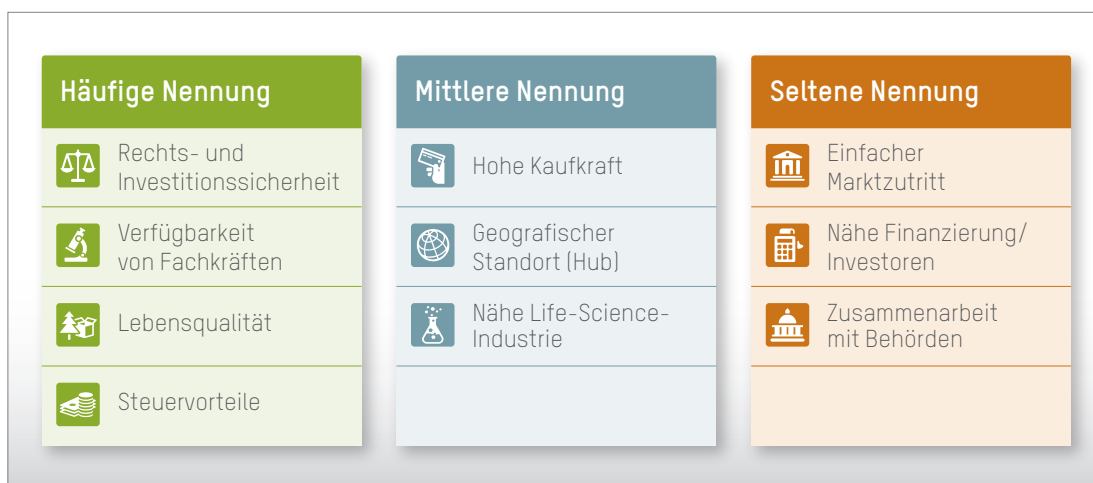 Häufige Nennung
Rechts- und
Investitionssicherheit
Verfügbarkeit
von Fachkräften
Lebensqualität
Steuervorteile
Mittlere Nennung
Hohe Kaufkraft
Geografischer
Standort (Hub)
Nähe Life-Science-
Industrie
Seltene Nennung
Einfacher
Marktzutritt
Nähe Finanzierung/
Investoren
Zusammenarbeit
mit Behörden